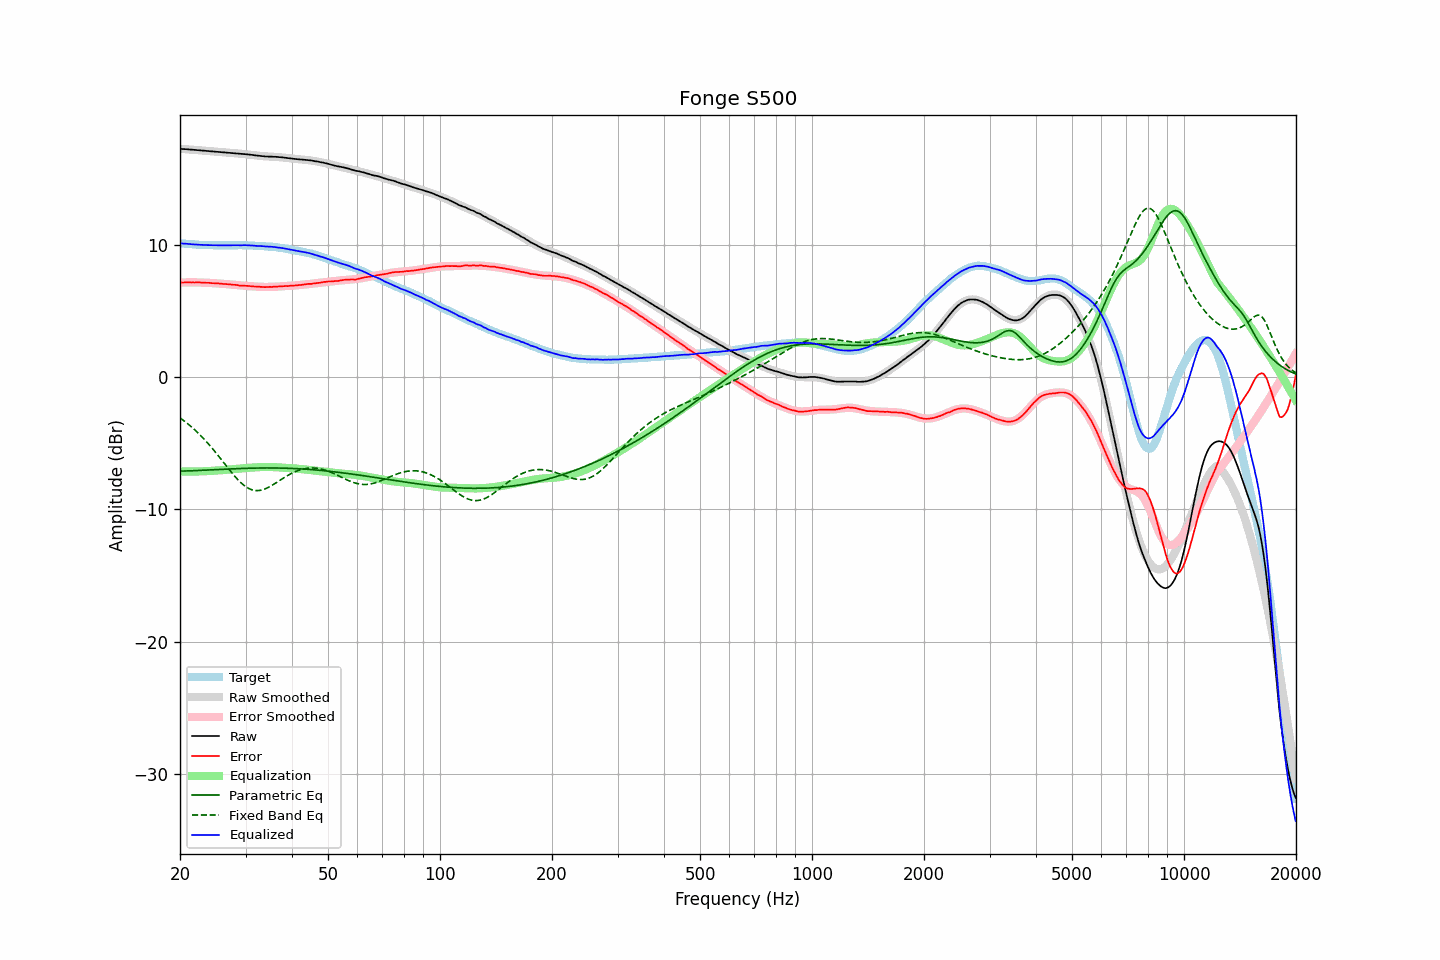 Fonge S500
Amplitude (dBr)
10
0
−10
−20
−30
Target
Raw Smoothed
Error Smoothed
Raw
Error
Equalization
Parametric Eq
Fixed Band Eq
Equalized
20 50 100 200 500 1000 2000 5000 10000 20000
Frequency (Hz)